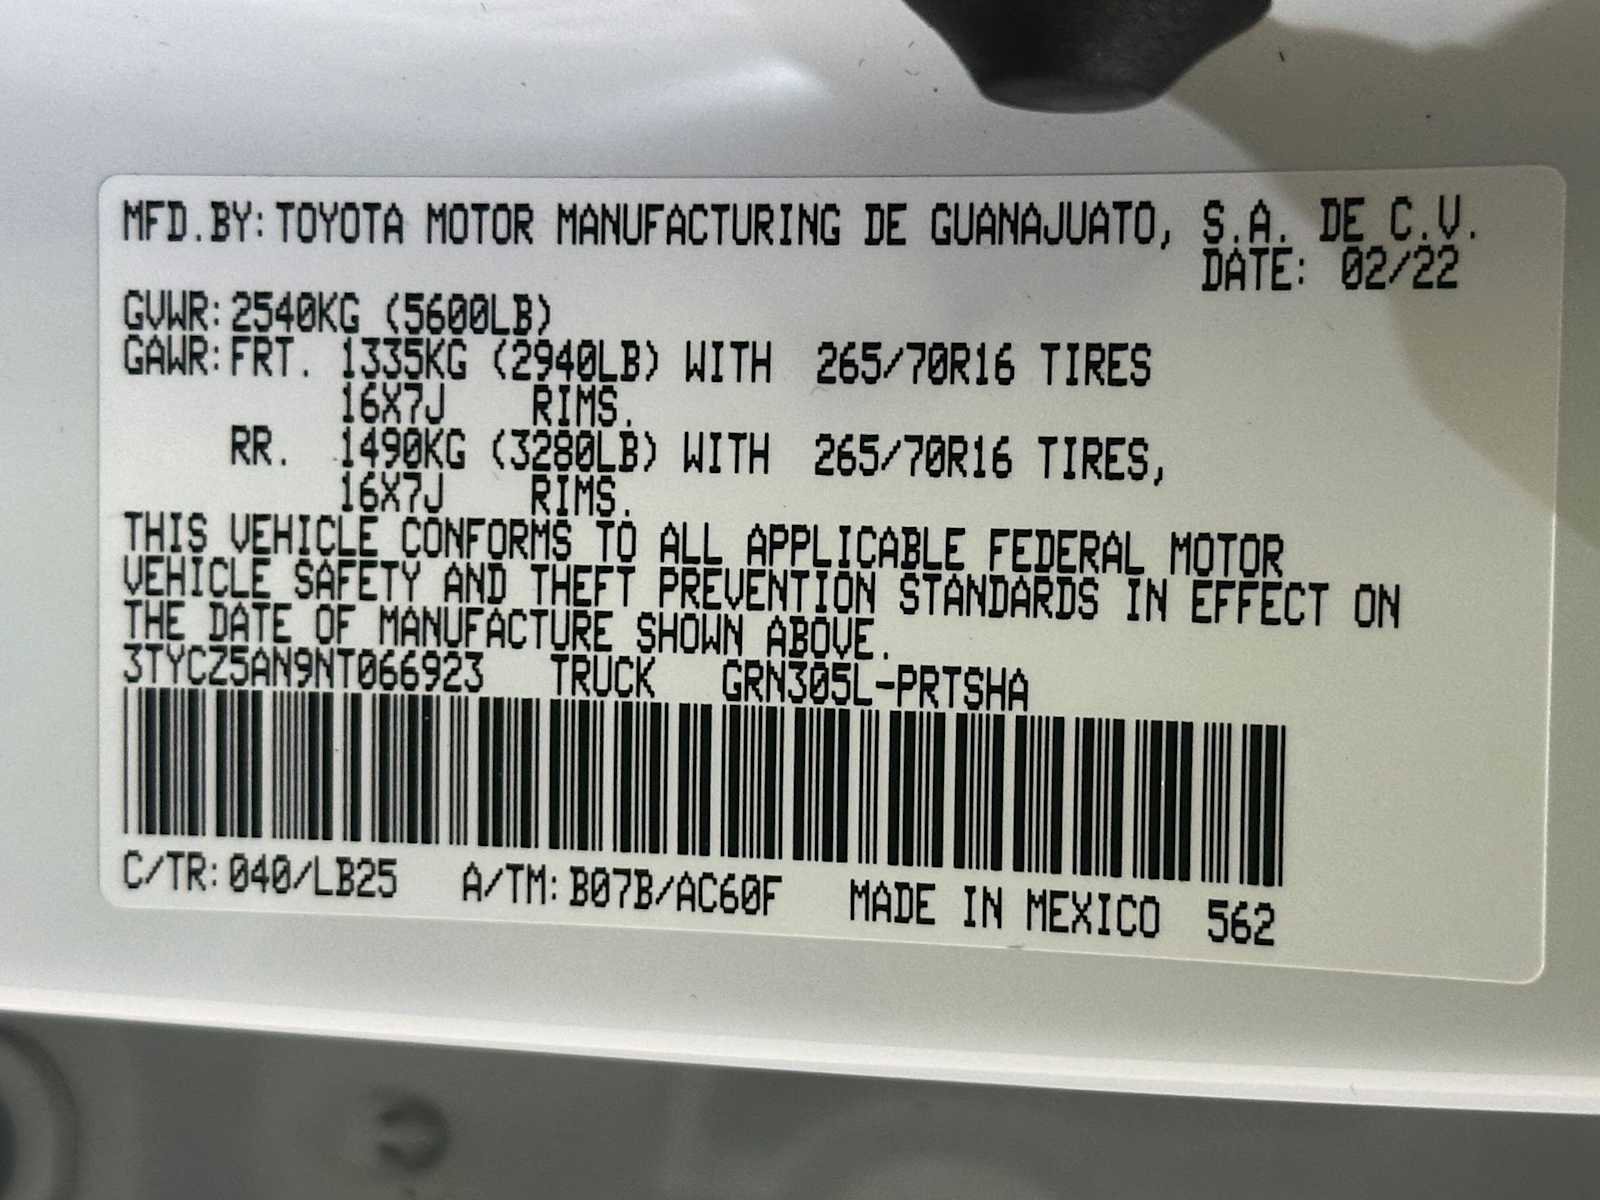 MFD.BY: TOYOTA MOTOR MANUFACTURING DE GUANAJUATO, S.A. DE C.V.
DATE: 02/22
GVWR: 2540KG (5600LB)
GAWR: FRT. 1335KG (2940LB) WITH 265/70R16 TIRES
16X7J RIMS.
RR. 1490KG (3280LB) WITH 265/70R16 TIRES,
16X7J RIMS.
THIS VEHICLE CONFORMS TO ALL APPLICABLE FEDERAL MOTOR
VEHICLE SAFETY AND THEFT PREVENTION STANDARDS IN EFFECT ON
THE DATE OF MANUFACTURE SHOWN ABOVE.
3TYCZ5AN9NT066923 TRUCK GRN305L-PRTSHA
C/TR: 040/LB25 A/TM: B07B/AC60F MADE IN MEXICO 562